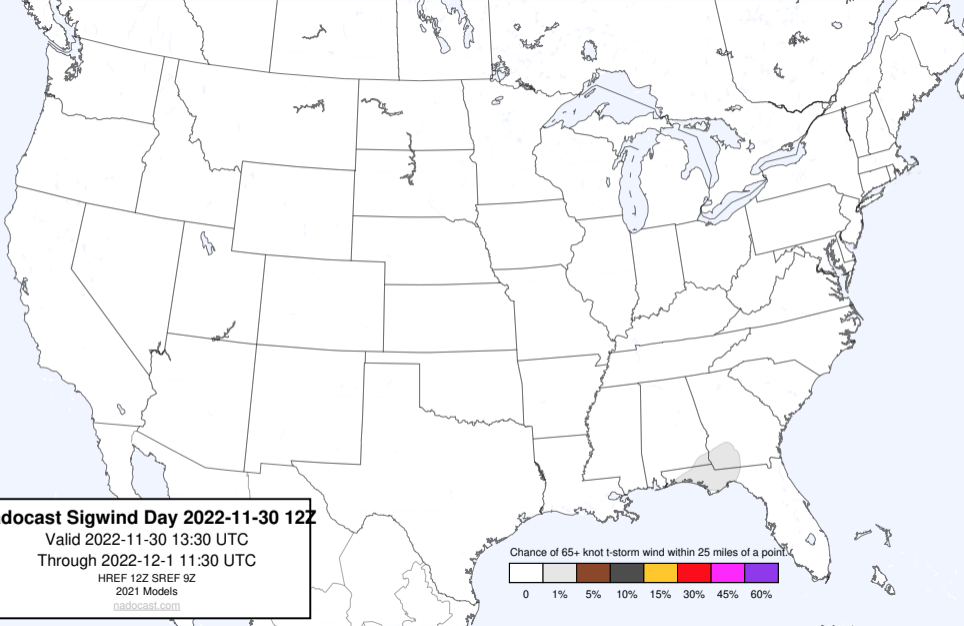 adocast Sigwind Day 2022-11-30 12Z
Valid 2022-11-30 13:30 UTC
Through 2022-12-1 11:30 UTC
HREF 12Z SREF 9Z
2021 Models
nadocast.com
Chance of 65+ knot t-storm wind within 25 miles of a point.
0 1% 5% 10% 15% 30% 45% 60%